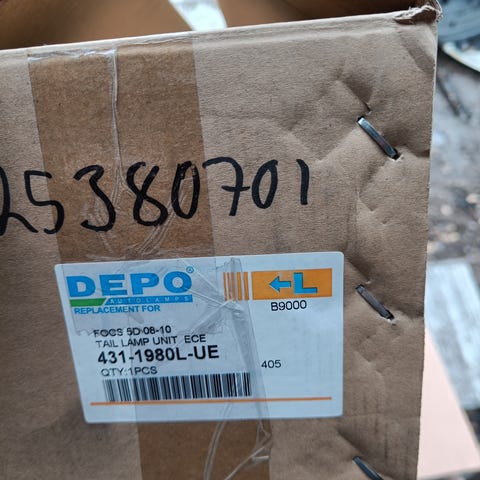 25380701
DEPO®
AUTOLAMPS
REPLACEMENT FOR
L
B9000
FOCS 5D 08-10
TAIL LAMP UNIT ECE
431-1980L-UE
QTY:1PCS
405